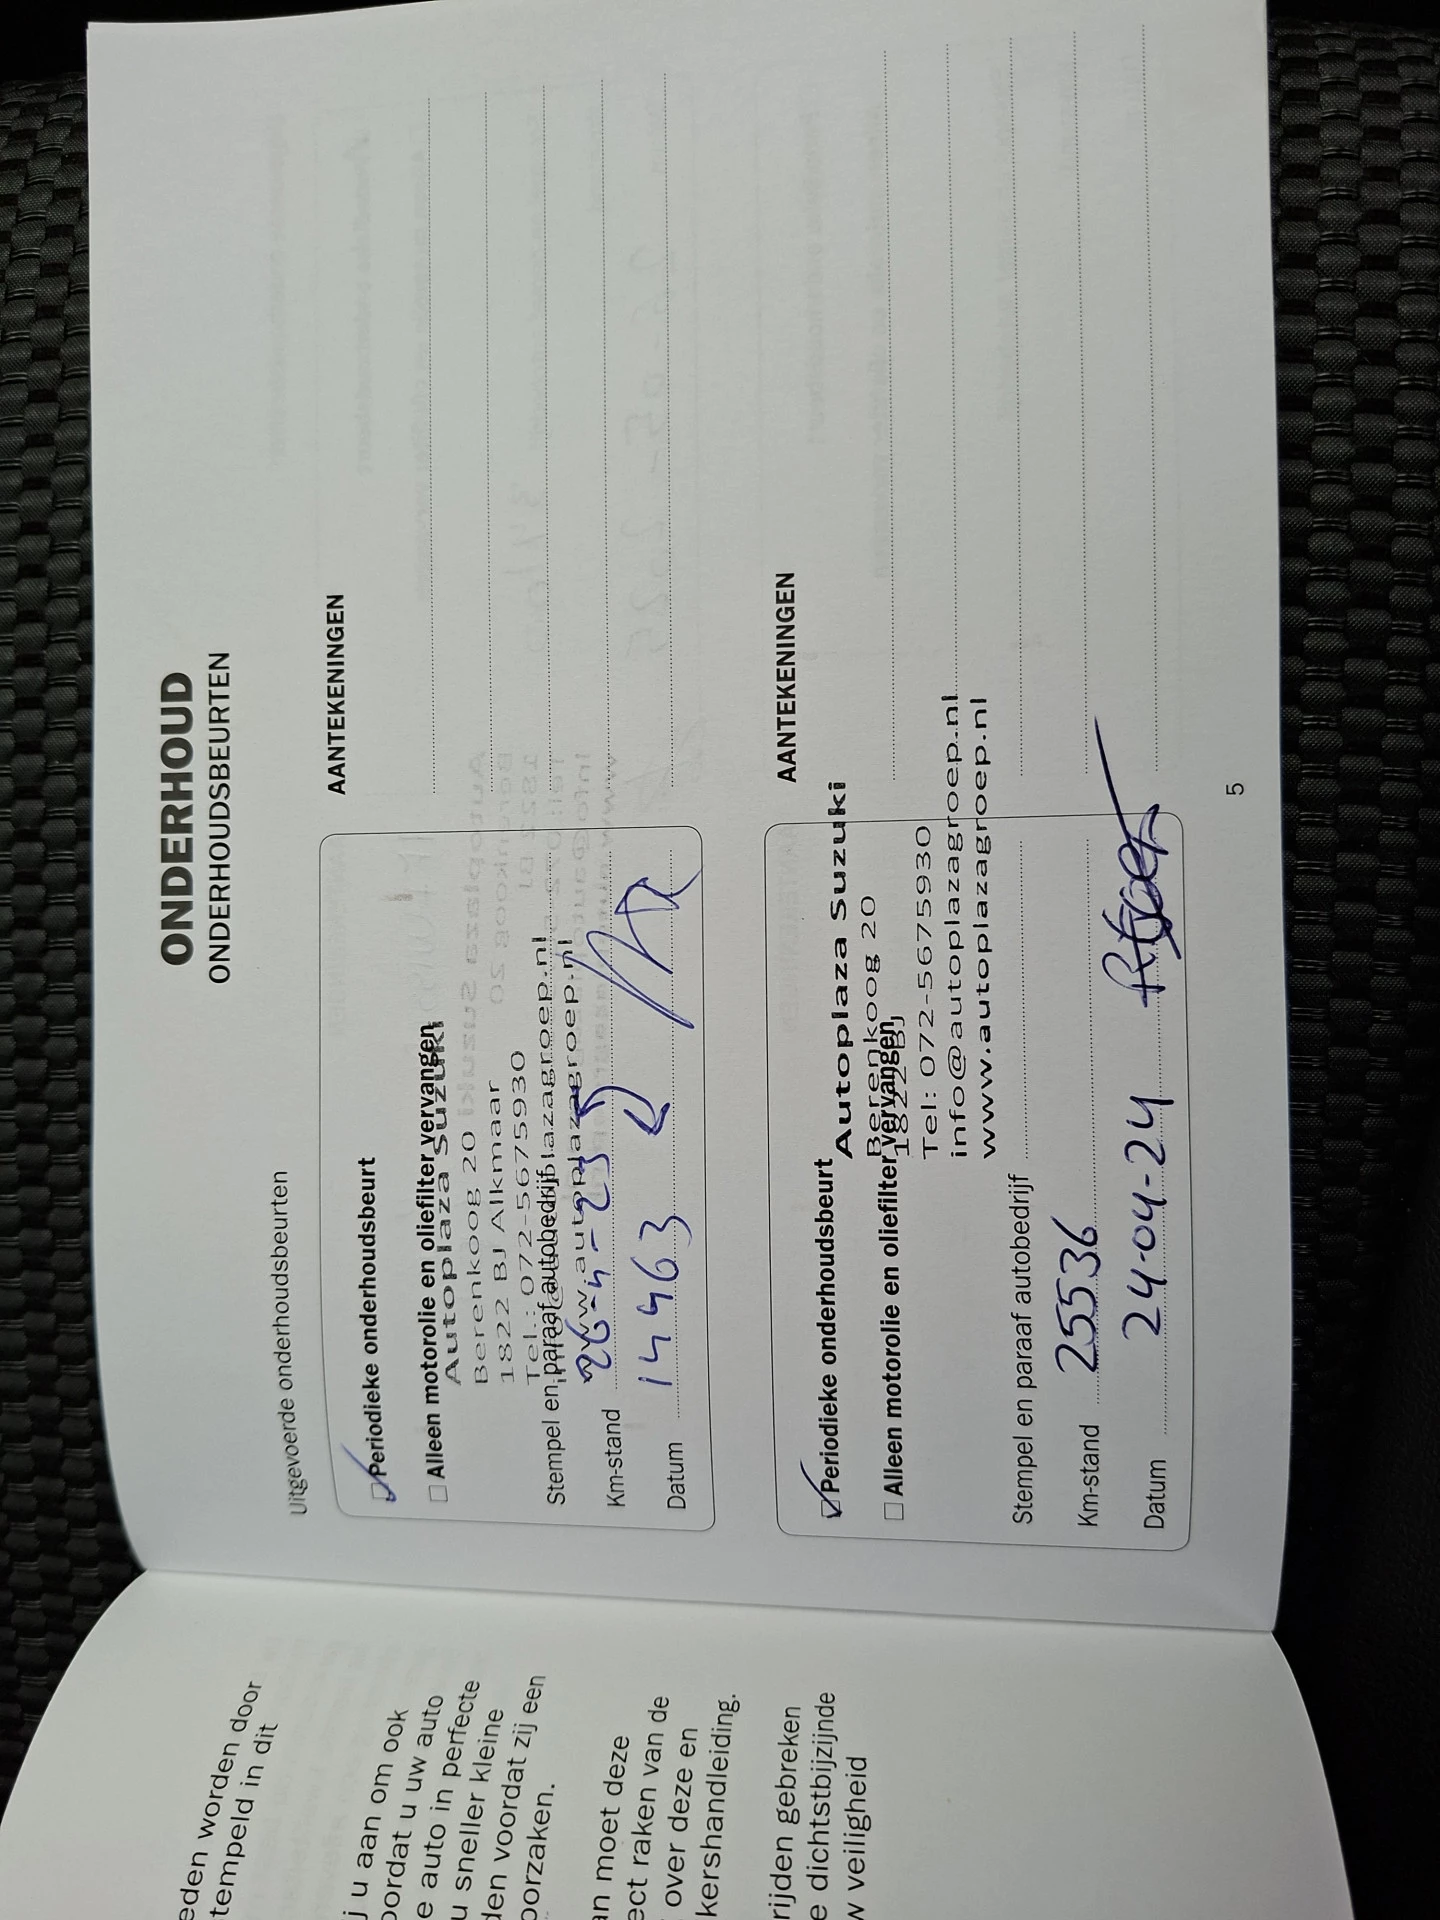 eden worden door
tempeld in dit
j u aan om ook
oordat u uw auto
e auto in perfecte
u sneller kleine
den voordat zij een
oorzaken.
an moet deze
ect raken van de
over deze en
kershandleiding.
rijden gebreken
e dichtstbijzijnde
w veiligheid
ONDERHOUD
ONDERHOUDSBEURTEN
Uitgevoerde onderhoudsbeurten
Periodieke onderhoudsbeurt
AANTEKENINGEN
Alleen motorolie en oliefilter vervangen
Autoplaza Suzuki
Berenkoog 20
1822 BJ Alkmaar
Tel.: 072-5675930
info@autoplazagroep.nl
Stempel en paraaf autobedrijf
www.autoplazagroep.nl
Km-stand 26-4-23
Datum 14463
Periodieke onderhoudsbeurt
AANTEKENINGEN
Autoplaza Suzuki
Berenkoog 20
Alleen motorolie en oliefilter vervangen
1822 BJ
Tel: 072-5675930
info@autoplazagroep.nl
www.autoplazagroep.nl
Stempel en paraaf autobedrijf
Km-stand 25536
Datum 24-04-24
5